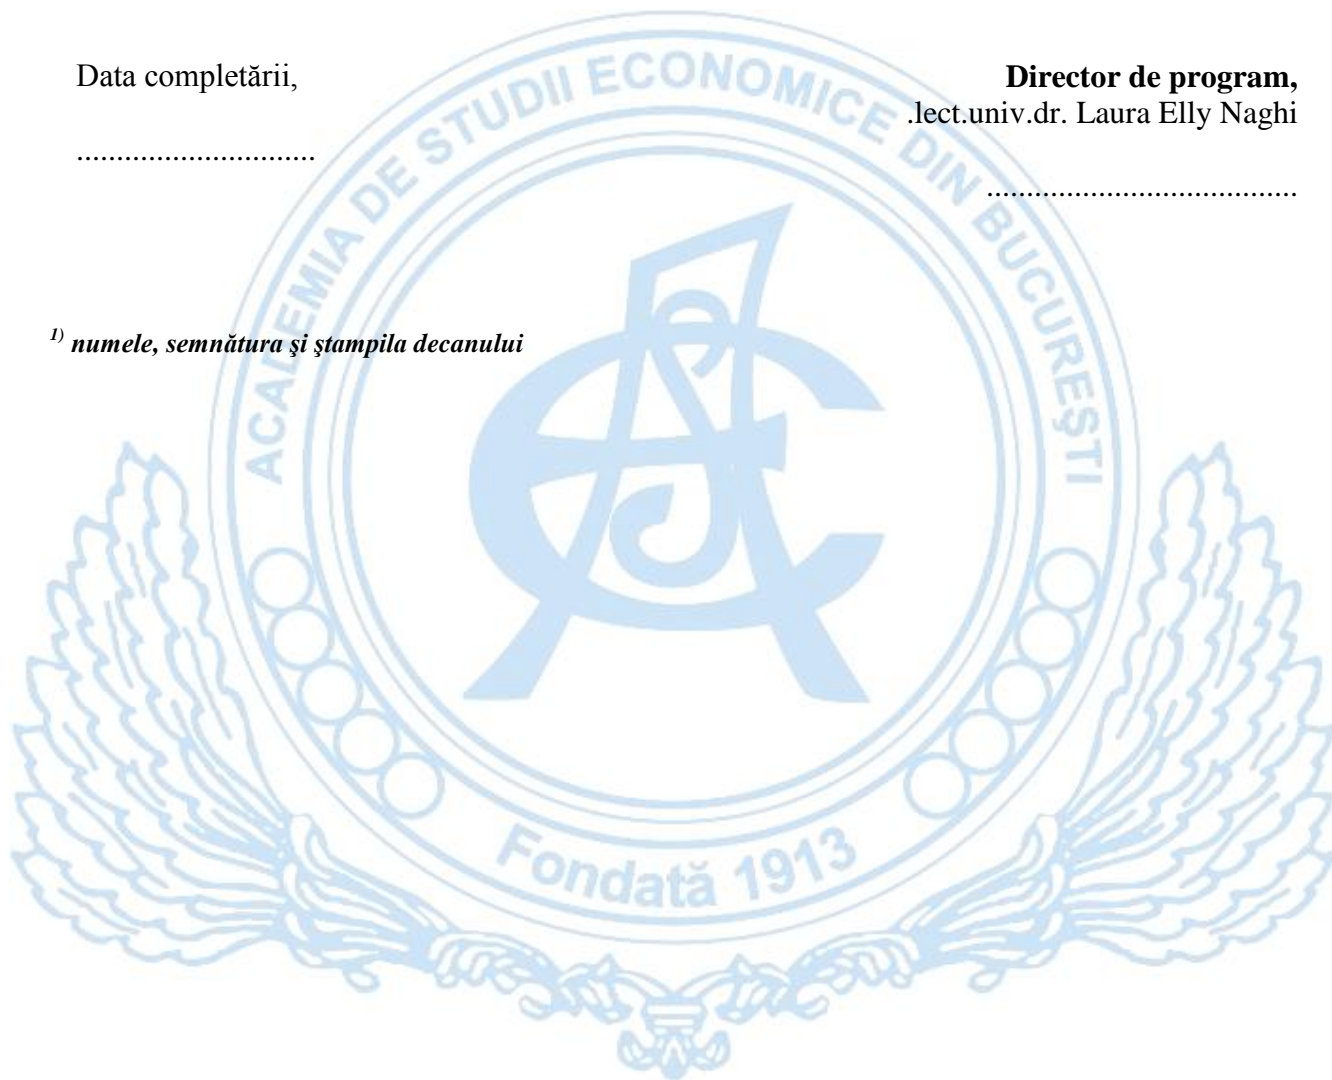 Data completării,
Director de program,
.lect.univ.dr. Laura Elly Naghi
..............................
.......................................
1) numele, semnătura şi ştampila decanului
ACADEMIA DE STUDII ECONOMICE DIN BUCUREŞTI
Fondată 1913